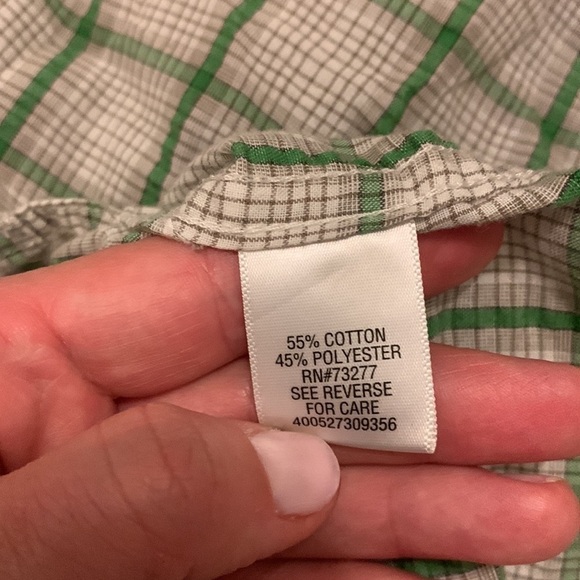 55% COTTON
45% POLYESTER
RN#73277
SEE REVERSE
FOR CARE
400527309356